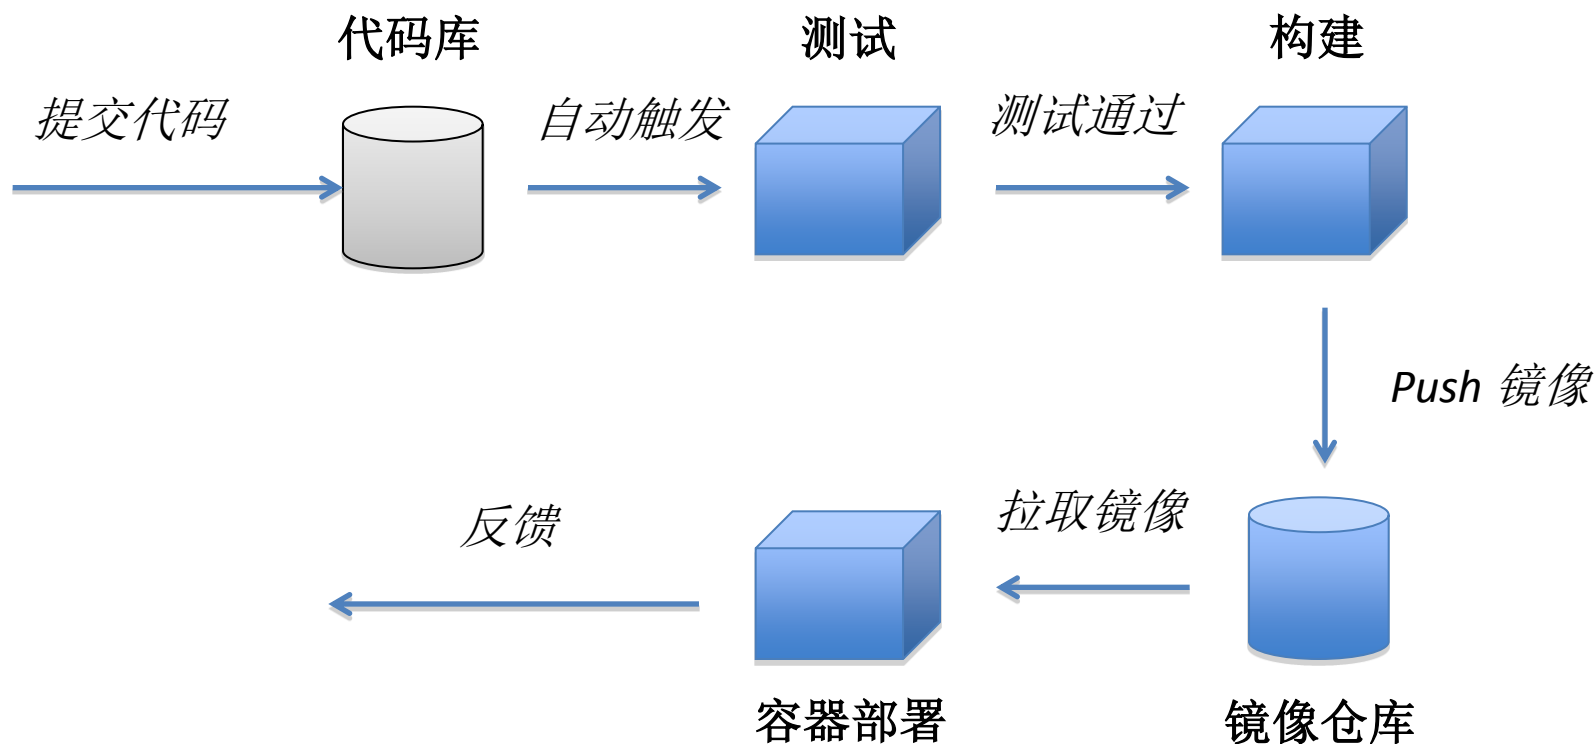 代码库
测试
构建
提交代码
自动触发
测试通过
Push 镜像
反馈
拉取镜像
容器部署
镜像仓库